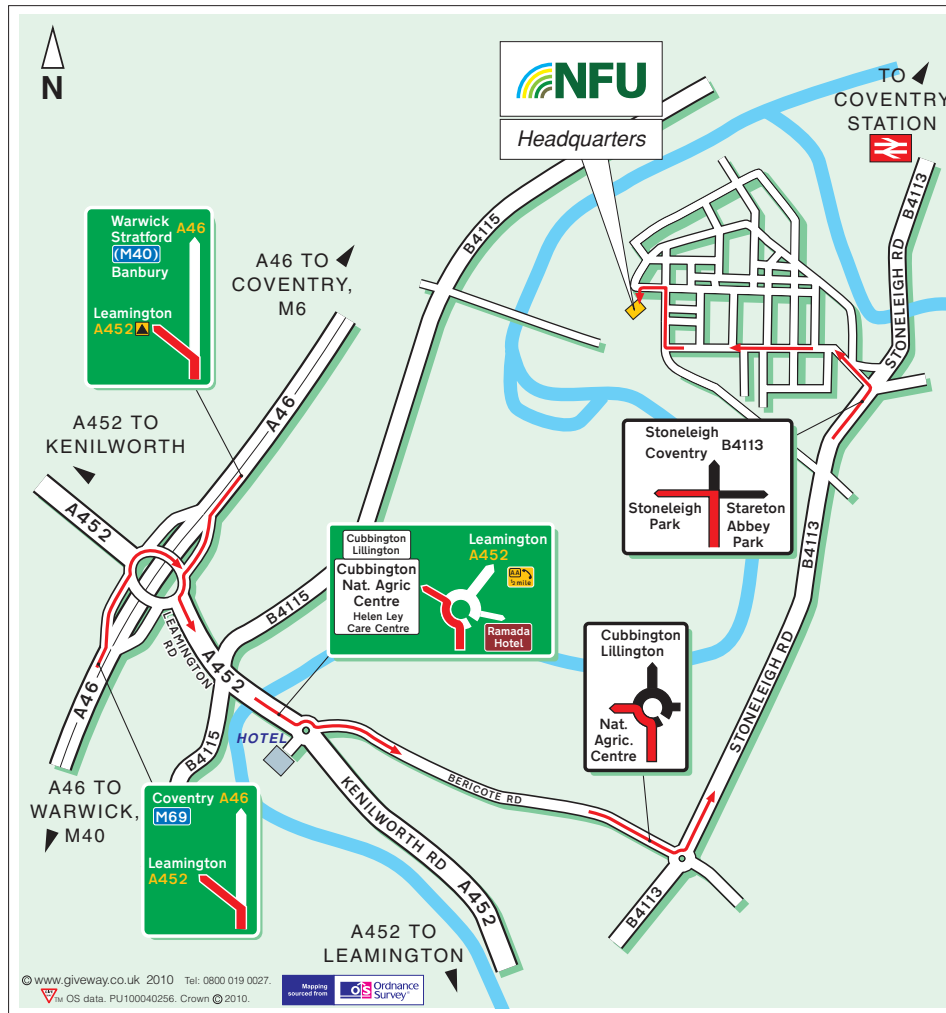 N
NFU
Headquarters
TO
COVENTRY
STATION
B4115
STONELEIGH RD B4113
Warwick A46
Stratford
(M40)
Banbury
Leamington
A452
A46 TO
COVENTRY,
M6
A46
A452 TO
KENILWORTH
A452
Stoneleigh
Coventry B4113
Stoneleigh
Park
Stareton
Abbey
Park
Cubbington
Lillington
Cubbington
Nat. Agric
Centre
Helen Ley
Care Centre
Leamington
A452
AA
½ mile
Ramada
Hotel
B4113
B4115
LEAMINGTON
RD
A452
A46
STONELEIGH RD
Cubbington
Lillington
Nat.
Agric.
Centre
HOTEL
B4115
BERICOTE RD
KENILWORTH RD A452
A46 TO
WARWICK,
M40
Coventry A46
M69
Leamington
A452
B4113
A452 TO
LEAMINGTON
© www.giveway.co.uk 2010 Tel: 0800 019 0027.
TM OS data. PU100040256. Crown © 2010.
Mapping
sourced from
OS Ordnance
Survey®